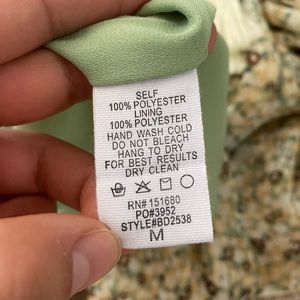 SELF
100% POLYESTER
LINING
100% POLYESTER
HAND WASH COLD
DO NOT BLEACH
HANG TO DRY
FOR BEST RESULTS
DRY CLEAN
RN# 151680
PO#3952
STYLE#BD2538
M